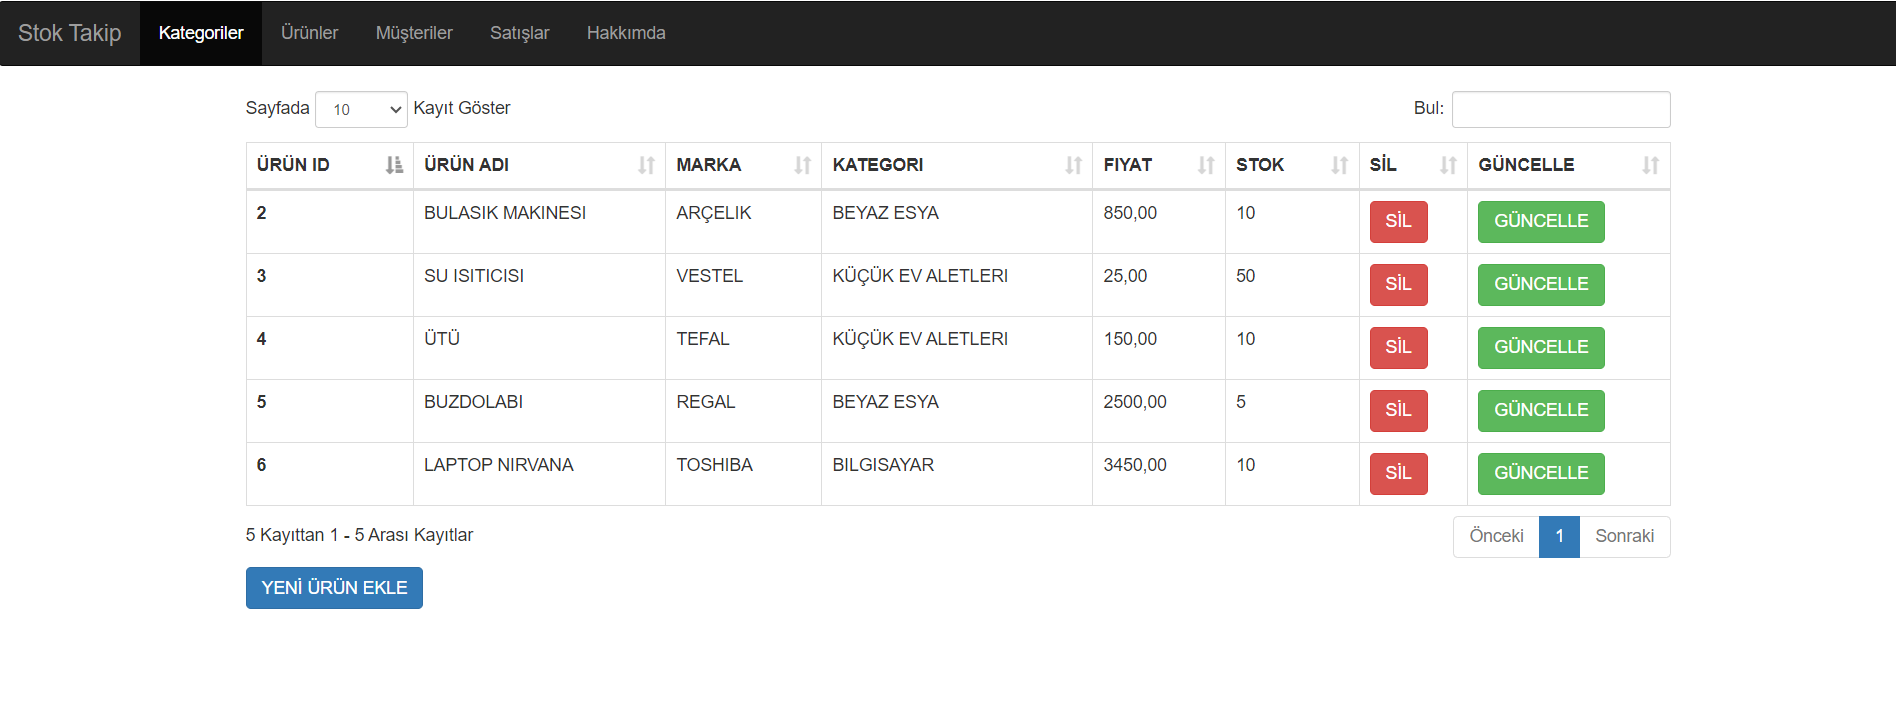 Stok Takip Kategoriler Ürünler Müşteriler Satışlar Hakkımda
Sayfada 10 Kayıt Göster Bul:
ÜRÜN ID ÜRÜN ADI MARKA KATEGORI FIYAT STOK SİL GÜNCELLE
2 BULASIK MAKINESI ARÇELIK BEYAZ ESYA 850,00 10 SİL GÜNCELLE
3 SU ISITICISI VESTEL KÜÇÜK EV ALETLERI 25,00 50 SİL GÜNCELLE
4 ÜTÜ TEFAL KÜÇÜK EV ALETLERI 150,00 10 SİL GÜNCELLE
5 BUZDOLABI REGAL BEYAZ ESYA 2500,00 5 SİL GÜNCELLE
6 LAPTOP NIRVANA TOSHIBA BILGISAYAR 3450,00 10 SİL GÜNCELLE
5 Kayıttan 1 - 5 Arası Kayıtlar Önceki 1 Sonraki
YENİ ÜRÜN EKLE